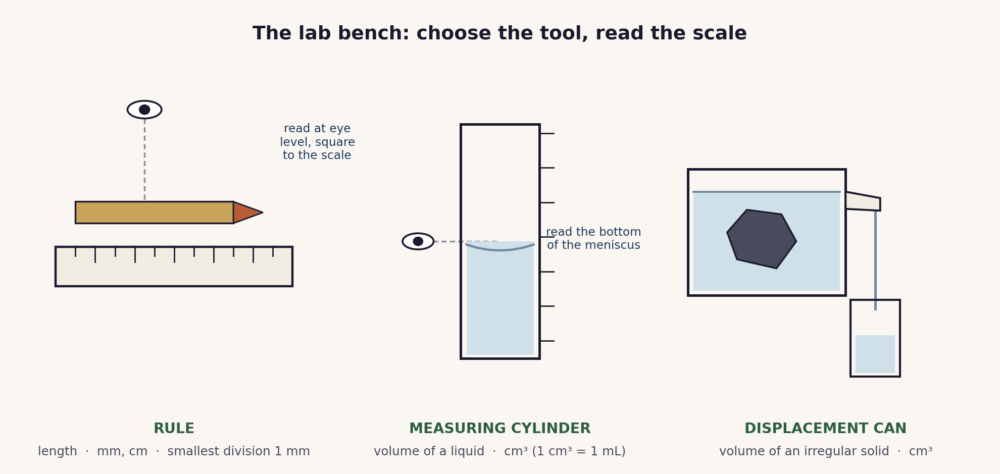 The lab bench: choose the tool, read the scale
read at eye
level, square
to the scale
read the bottom
of the meniscus
RULE
length · mm, cm · smallest division 1 mm
MEASURING CYLINDER
volume of a liquid · cm³ (1 cm³ = 1 mL)
DISPLACEMENT CAN
volume of an irregular solid · cm³